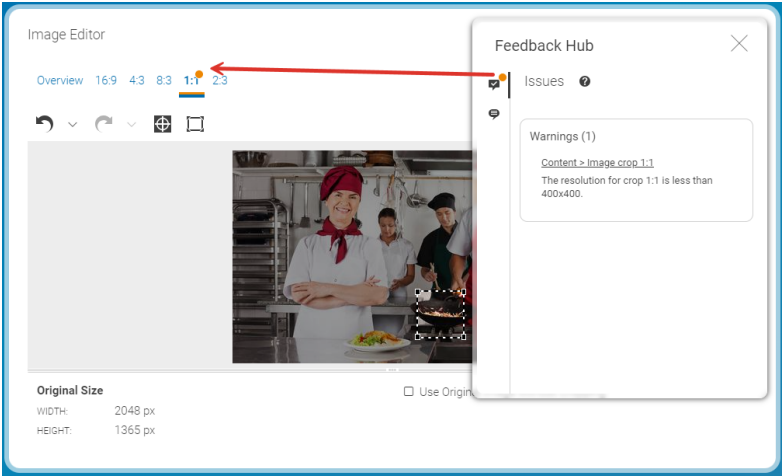 Image Editor
Overview 16:9 4:3 8:3 1:1 2:3
Original Size
WIDTH: 2048 px
HEIGHT: 1365 px
Use
Feedback Hub
Issues
Warnings (1)
Content > Image crop 1:1
The resolution for crop 1:1 is less than
400x400.